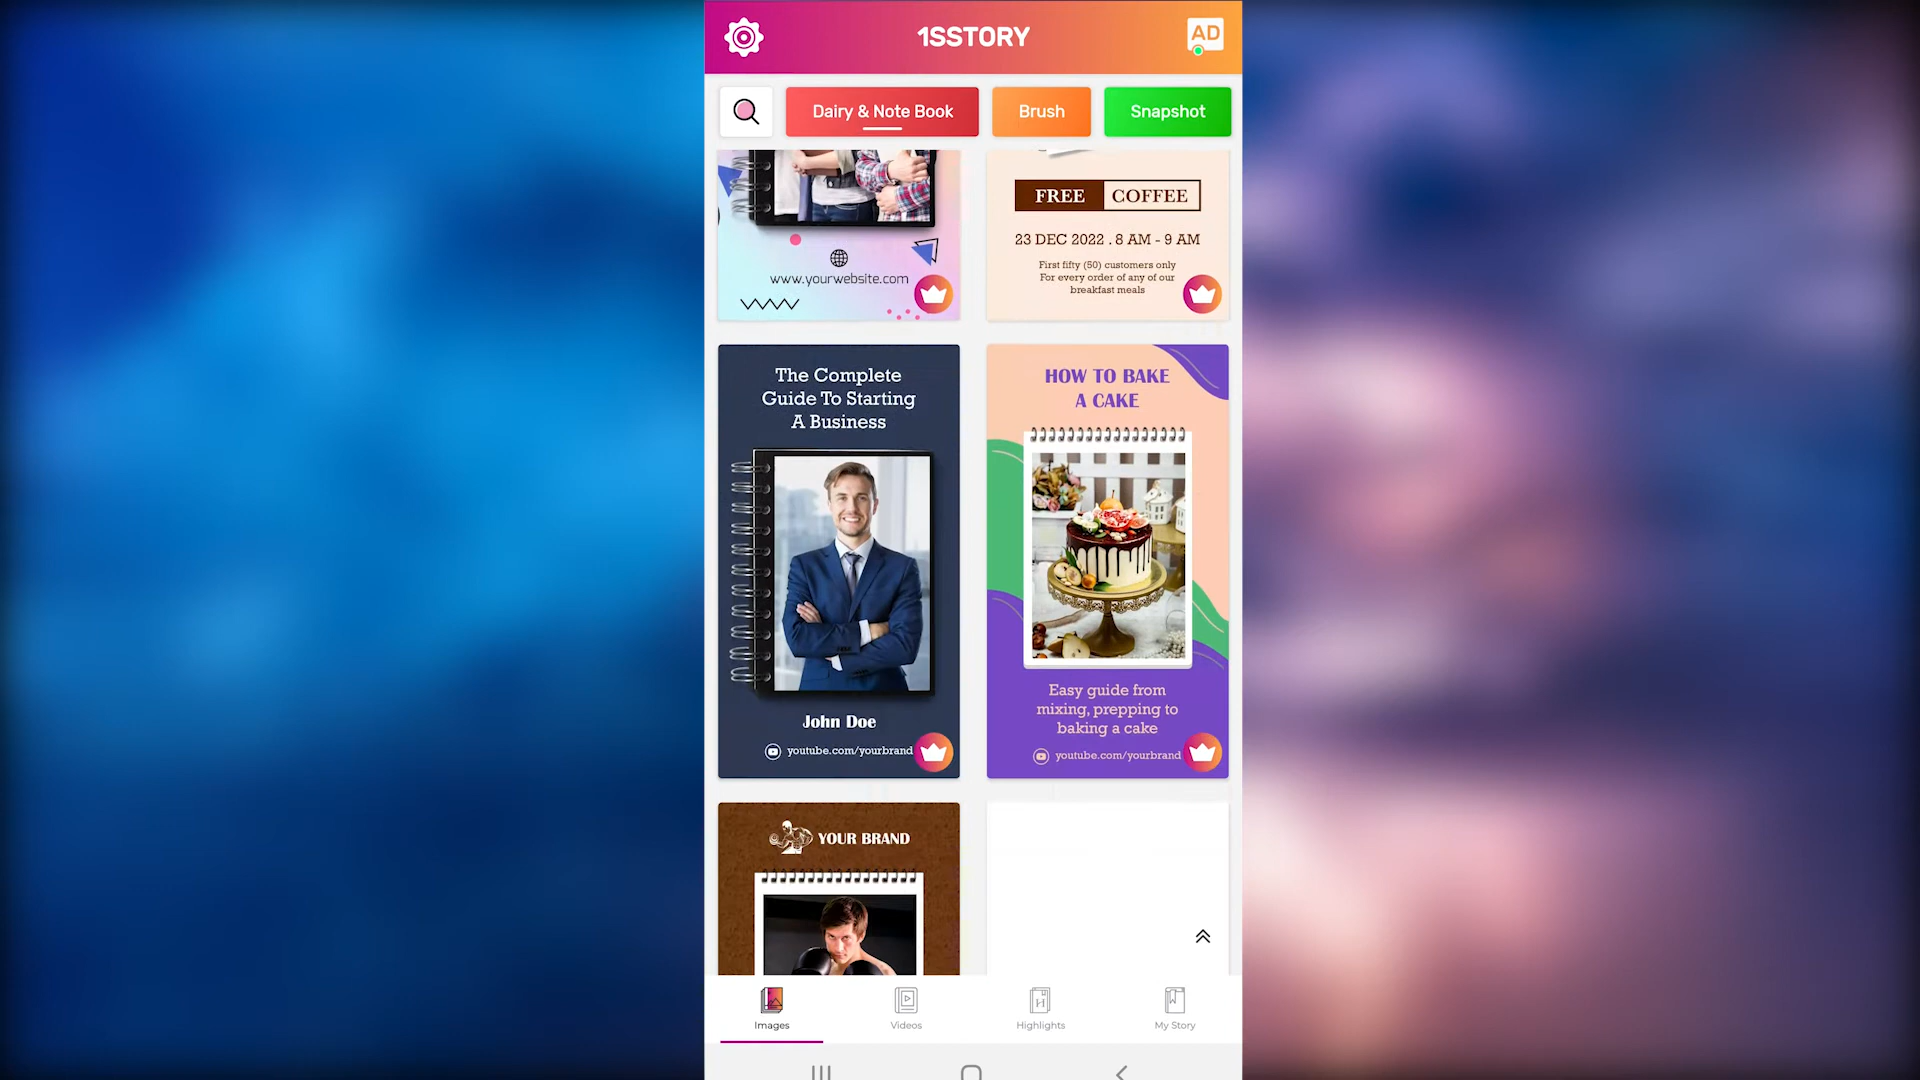 1SSTORY
AD
Dairy & Note Book
Brush
Snapshot
www.yourwebsite.com
FREE COFFEE
23 DEC 2022 . 8 AM - 9 AM
First fifty (50) customers only
For every order of any of our
breakfast meals
The Complete
Guide To Starting
A Business
John Doe
youtube.com/yourbrand
HOW TO BAKE
A CAKE
Easy guide from
mixing, prepping to
baking a cake
youtube.com/yourbrand
YOUR BRAND
Images
Videos
Highlights
My Story